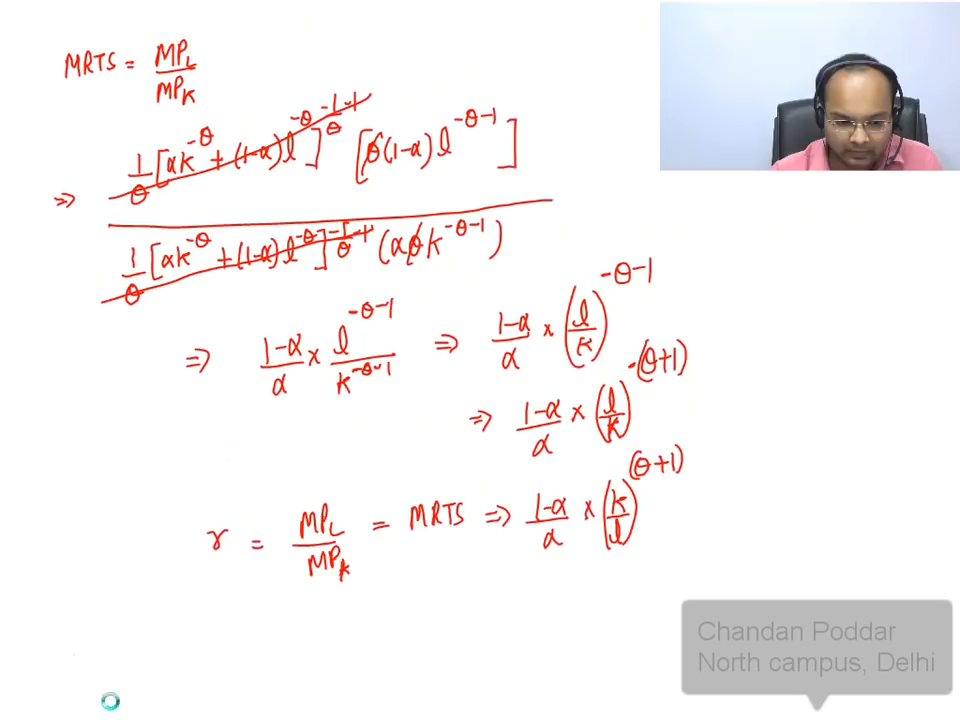 MRTS = MPL / MPK
⇒ 1/θ [αk^-θ + (1-α)l^-θ]^-1/θ-1 [θ(1-α)l^-θ-1] / 1/θ [αk^-θ + (1-α)l^-θ]^-1/θ-1 (αθk^-θ-1)
⇒ 1-α/α × l^-θ-1/k^-θ-1 ⇒ 1-α/α × (l/k)^-θ-1
⇒ 1-α/α × (l/k)^-(θ+1)
r = MPL/MPk = MRTS ⇒ 1-α/α × (k/l)^(θ+1)
Chandan Poddar
North campus, Delhi